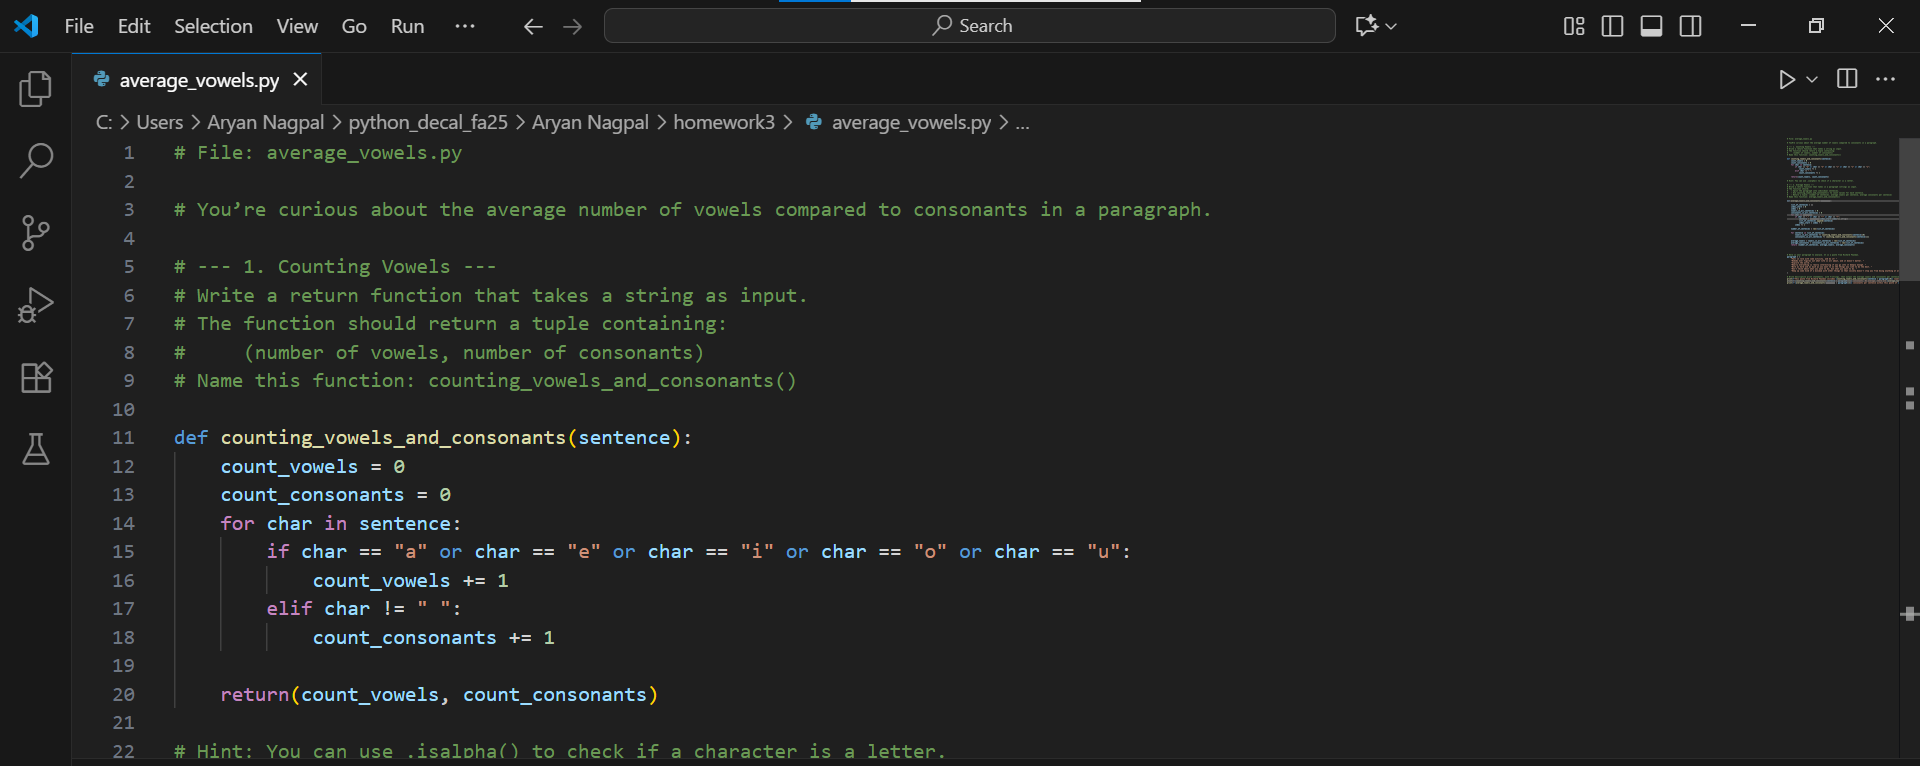 File Edit Selection View Go Run ··· Search
average_vowels.py
C: > Users > Aryan Nagpal > python_decal_fa25 > Aryan Nagpal > homework3 > average_vowels.py > ...
1 # File: average_vowels.py
2
3 # You’re curious about the average number of vowels compared to consonants in a paragraph.
4
5 # --- 1. Counting Vowels ---
6 # Write a return function that takes a string as input.
7 # The function should return a tuple containing:
8 #     (number of vowels, number of consonants)
9 # Name this function: counting_vowels_and_consonants()
10
11 def counting_vowels_and_consonants(sentence):
12     count_vowels = 0
13     count_consonants = 0
14     for char in sentence:
15         if char == "a" or char == "e" or char == "i" or char == "o" or char == "u":
16             count_vowels += 1
17         elif char != " ":
18             count_consonants += 1
19
20     return(count_vowels, count_consonants)
21
22 # Hint: You can use .isalpha() to check if a character is a letter.